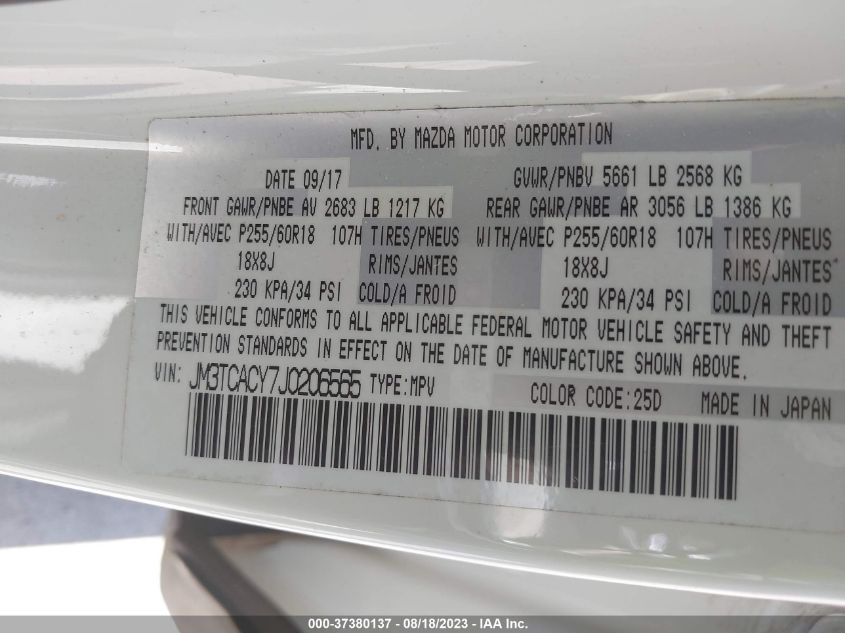 MFD. BY MAZDA MOTOR CORPORATION
DATE 09/17 GVWR/PNBV 5661 LB 2568 KG
FRONT GAWR/PNBE AV 2683 LB 1217 KG REAR GAWR/PNBE AR 3056 LB 1386 KG
WITH/AVEC P255/60R18 107H TIRES/PNEUS WITH/AVEC P255/60R18 107H TIRES/PNEUS
18X8J RIMS/JANTES 18X8J RIMS/JANTES
230 KPA/34 PSI COLD/A FROID 230 KPA/34 PSI COLD/A FROID
THIS VEHICLE CONFORMS TO ALL APPLICABLE FEDERAL MOTOR VEHICLE SAFETY AND THEFT
PREVENTION STANDARDS IN EFFECT ON THE DATE OF MANUFACTURE SHOWN ABOVE.
VIN: JM3TCACY7J0206565 TYPE:MPV COLOR CODE:25D MADE IN JAPAN
000-37380137 - 08/18/2023 - IAA Inc.